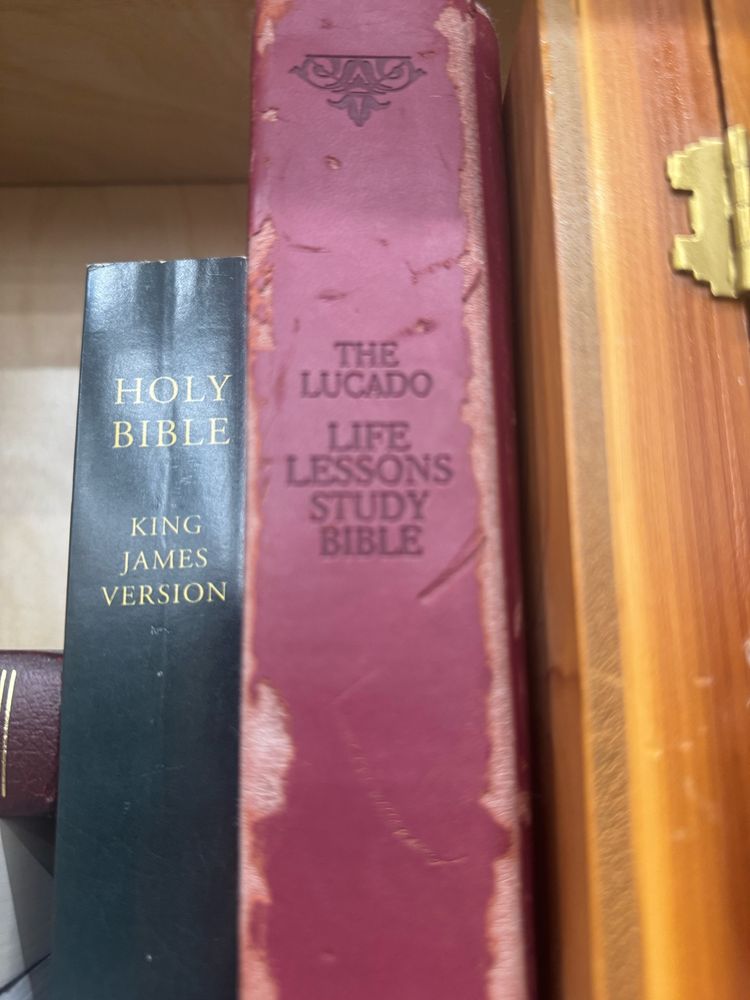 HOLY
BIBLE
KING
JAMES
VERSION
THE
LUCADO
LIFE
LESSONS
STUDY
BIBLE